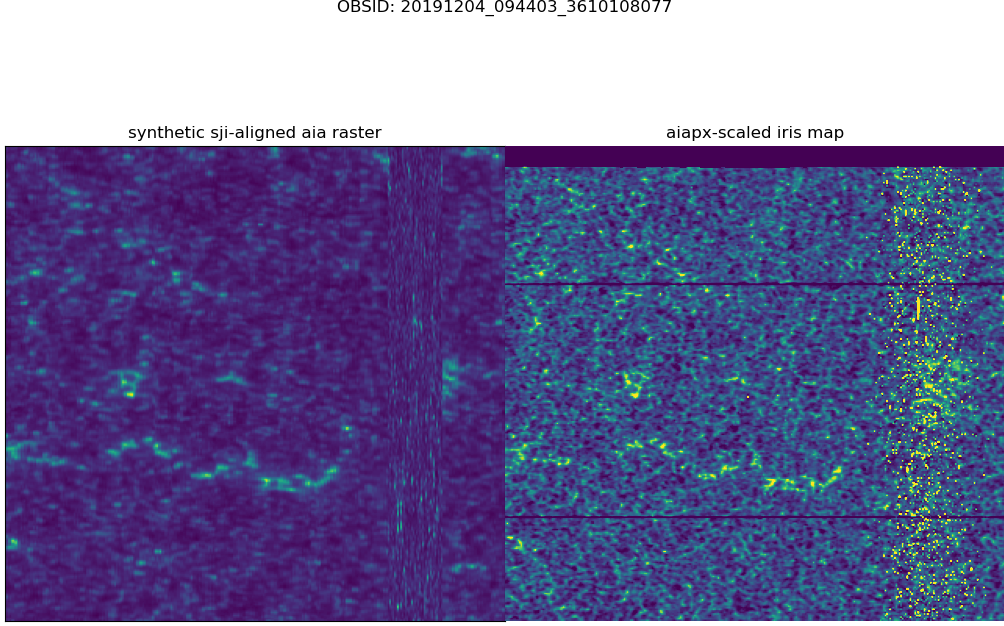 OBSID: 20191204_094403_3610108077
synthetic sji-aligned aia raster
aiapx-scaled iris map